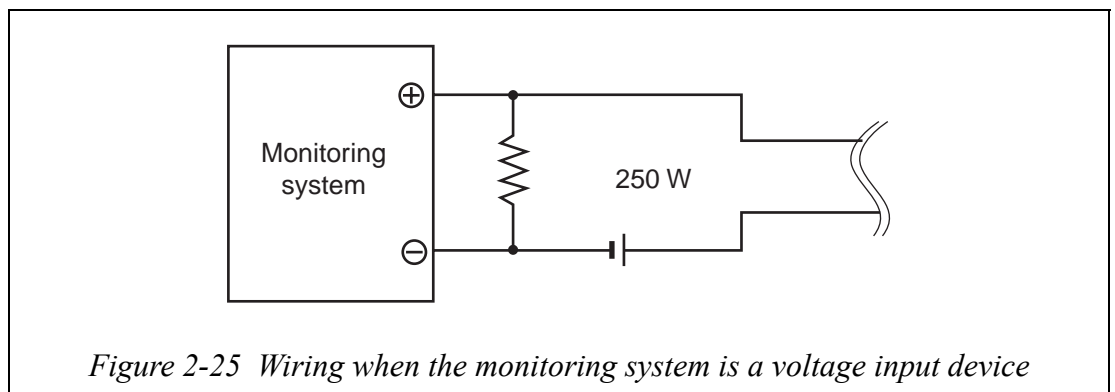 ⊕
Monitoring
system
250 W
⊖
Figure 2-25 Wiring when the monitoring system is a voltage input device